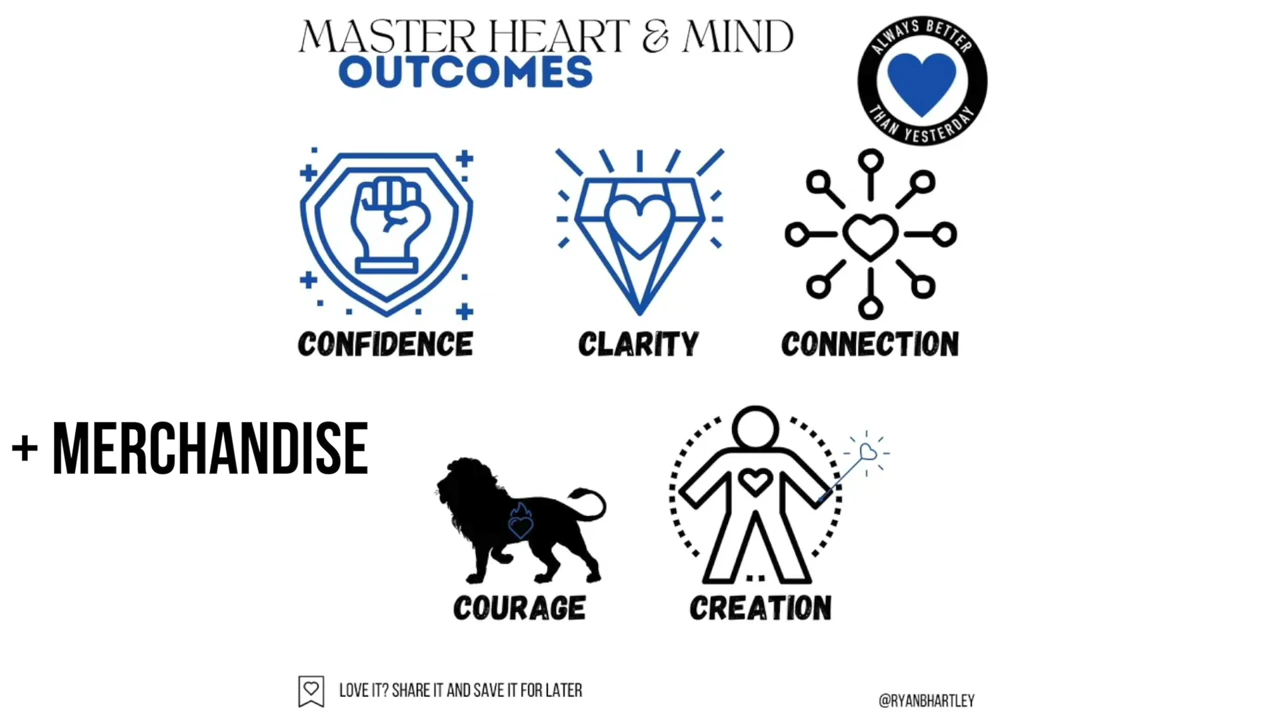 MASTER HEART & MIND
OUTCOMES
ALWAYS BETTER
THAN YESTERDAY
CONFIDENCE
CLARITY
CONNECTION
+ MERCHANDISE
COURAGE
CREATION
LOVE IT? SHARE IT AND SAVE IT FOR LATER
@RYANBHARTLEY